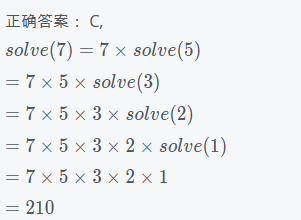 正确答案： C,
solve(7) = 7 × solve(5)
= 7 × 5 × solve(3)
= 7 × 5 × 3 × solve(2)
= 7 × 5 × 3 × 2 × solve(1)
= 7 × 5 × 3 × 2 × 1
= 210